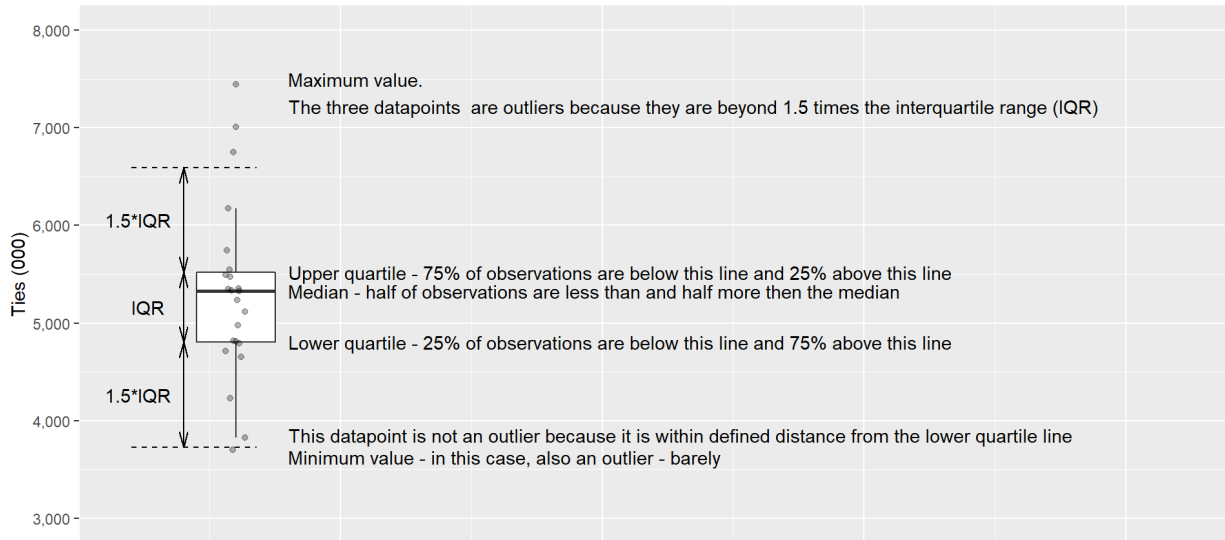 8,000
Maximum value.
The three datapoints  are outliers because they are beyond 1.5 times the interquartile range (IQR)
7,000
1.5*IQR
6,000
Ties (000)
Upper quartile - 75% of observations are below this line and 25% above this line
Median - half of observations are less than and half more then the median
IQR
5,000
Lower quartile - 25% of observations are below this line and 75% above this line
1.5*IQR
4,000
This datapoint is not an outlier because it is within defined distance from the lower quartile line
Minimum value - in this case, also an outlier - barely
3,000